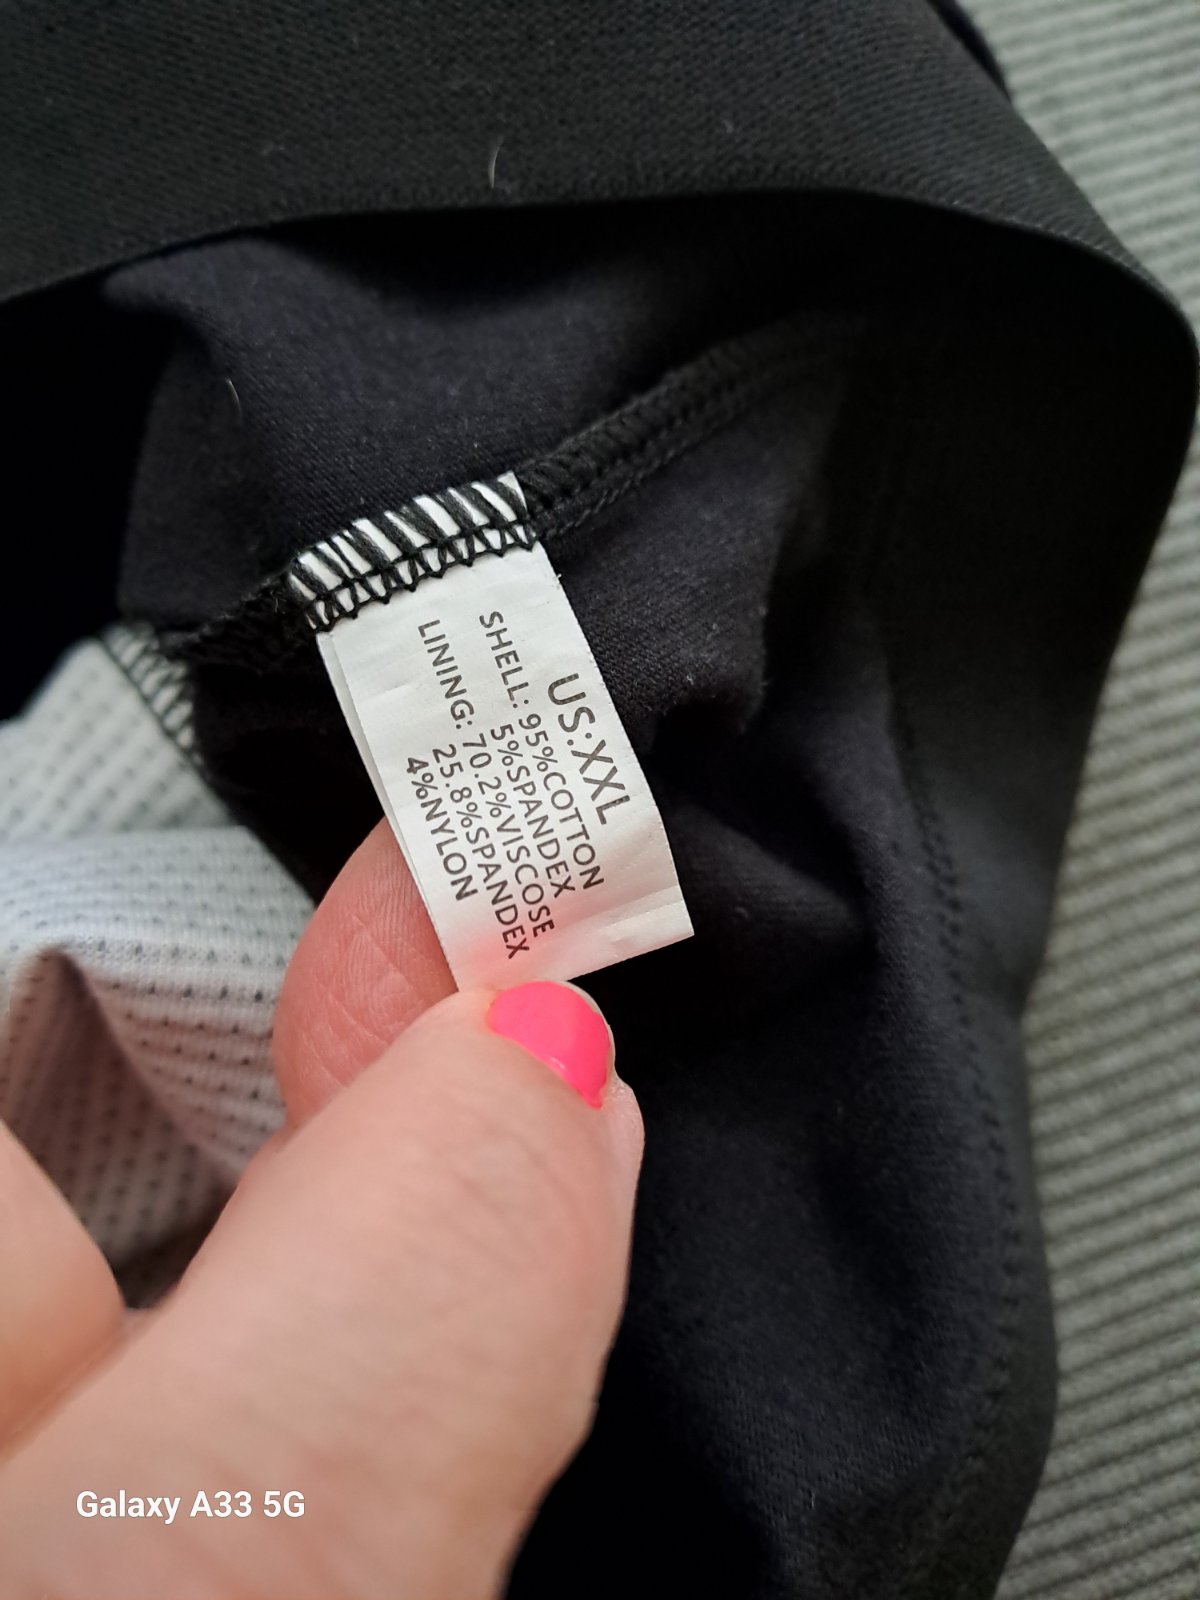 US:XXL
SHELL: 95%COTTON
5%SPANDEX
LINING: 70.2%VISCOSE
25.8%SPANDEX
4%NYLON
Galaxy A33 5G